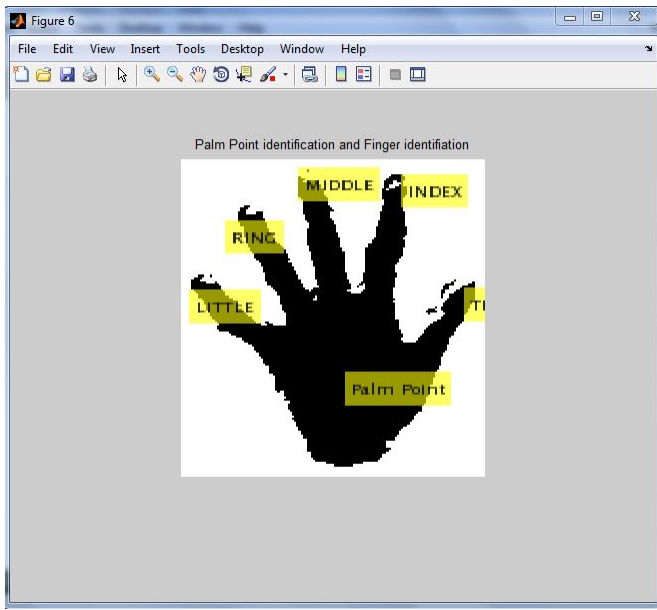 Figure 6
File Edit View Insert Tools Desktop Window Help
Palm Point identification and Finger identifiation
MIDDLE
INDEX
RING
LITTLE
Palm Point